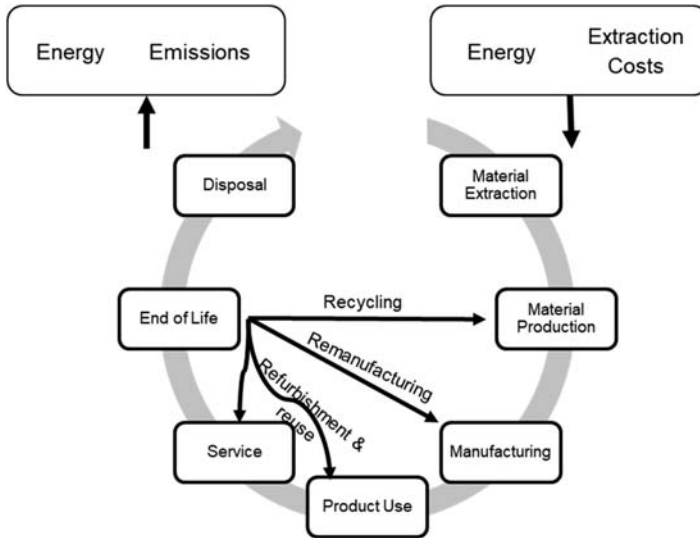 Energy Emissions
Energy Extraction
Costs
Disposal
Material
Extraction
End of Life
Recycling
Material
Production
Remanufacturing
Refurbishment &
reuse
Service
Manufacturing
Product Use